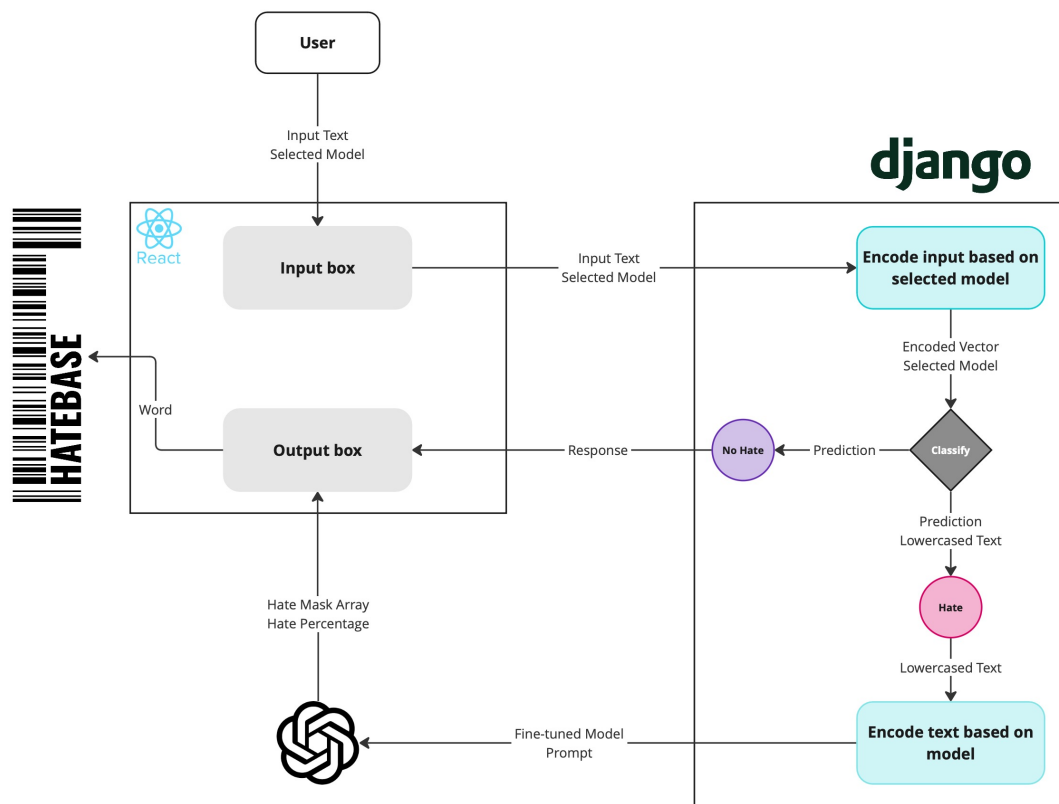 User
Input Text
Selected Model
django
React
Input box
Input Text
Selected Model
Encode input based on
selected model
HATEBASE
Encoded Vector
Selected Model
Word
Output box
Response
No Hate
Prediction
Classify
Prediction
Lowercased Text
Hate Mask Array
Hate Percentage
Hate
Lowercased Text
Fine-tuned Model
Prompt
Encode text based on
model